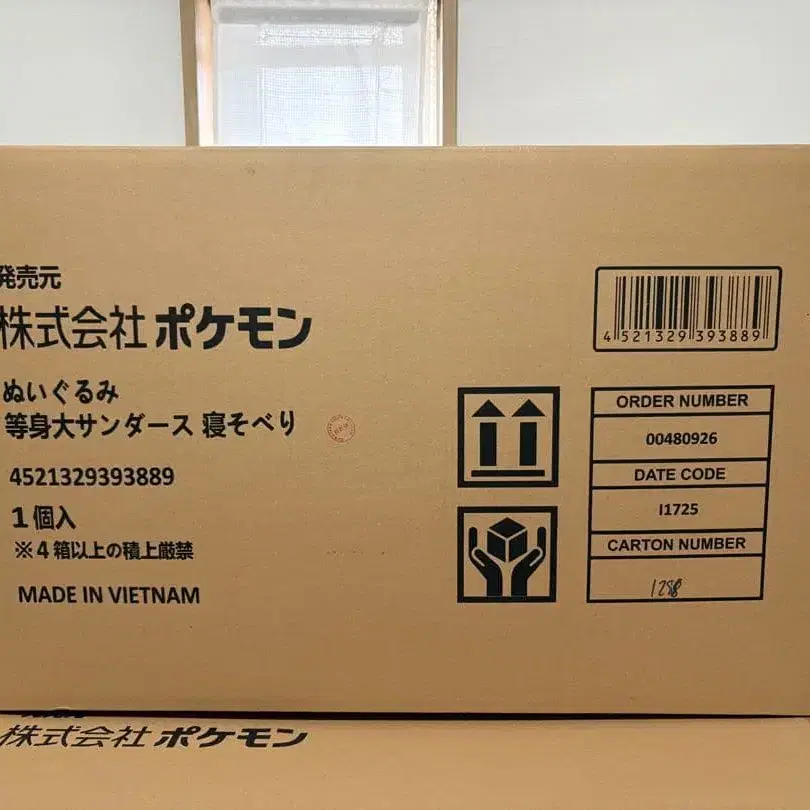 発売元
株式会社ポケモン
ぬいぐるみ
等身大サンダース 寝そべり
4521329393889
1個入
※4箱以上の積上厳禁
MADE IN VIETNAM
4 521329 393889
ORDER NUMBER
00480926
DATE CODE
I1725
CARTON NUMBER
株式会社ポケモン